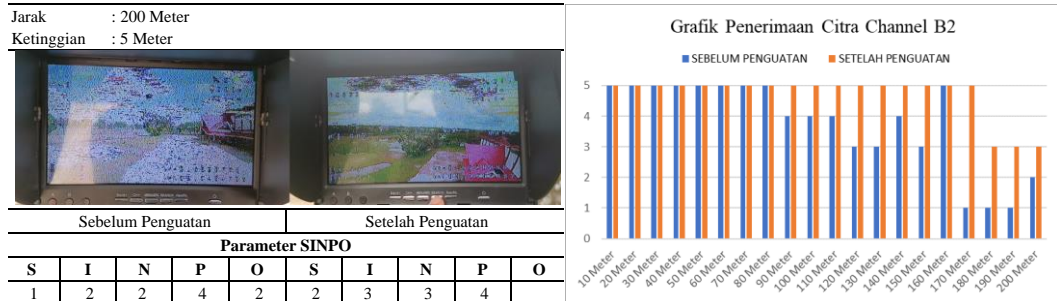 Jarak : 200 Meter
Ketinggian : 5 Meter
Sebelum Penguatan Setelah Penguatan
Parameter SINPO
S I N P O S I N P O
1 2 2 4 2 2 3 3 4
Grafik Penerimaan Citra Channel B2
SEBELUM PENGUATAN SETELAH PENGUATAN
5
4
3
2
1
0
10 Meter
20 Meter
30 Meter
40 Meter
50 Meter
60 Meter
70 Meter
80 Meter
90 Meter
100 Meter
110 Meter
120 Meter
130 Meter
140 Meter
150 Meter
160 Meter
170 Meter
180 Meter
190 Meter
200 Meter